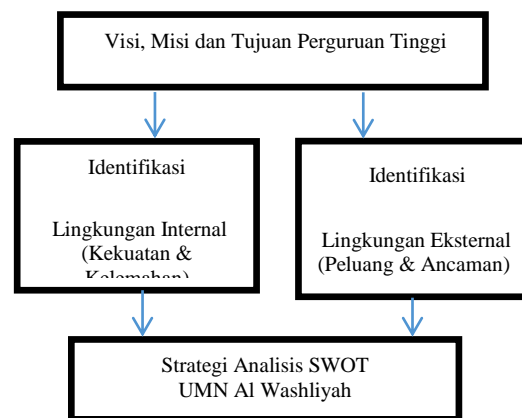 Visi, Misi dan Tujuan Perguruan Tinggi
Identifikasi
Lingkungan Internal
(Kekuatan &
Kelemahan)
Identifikasi
Lingkungan Eksternal
(Peluang & Ancaman)
Strategi Analisis SWOT
UMN Al Washliyah